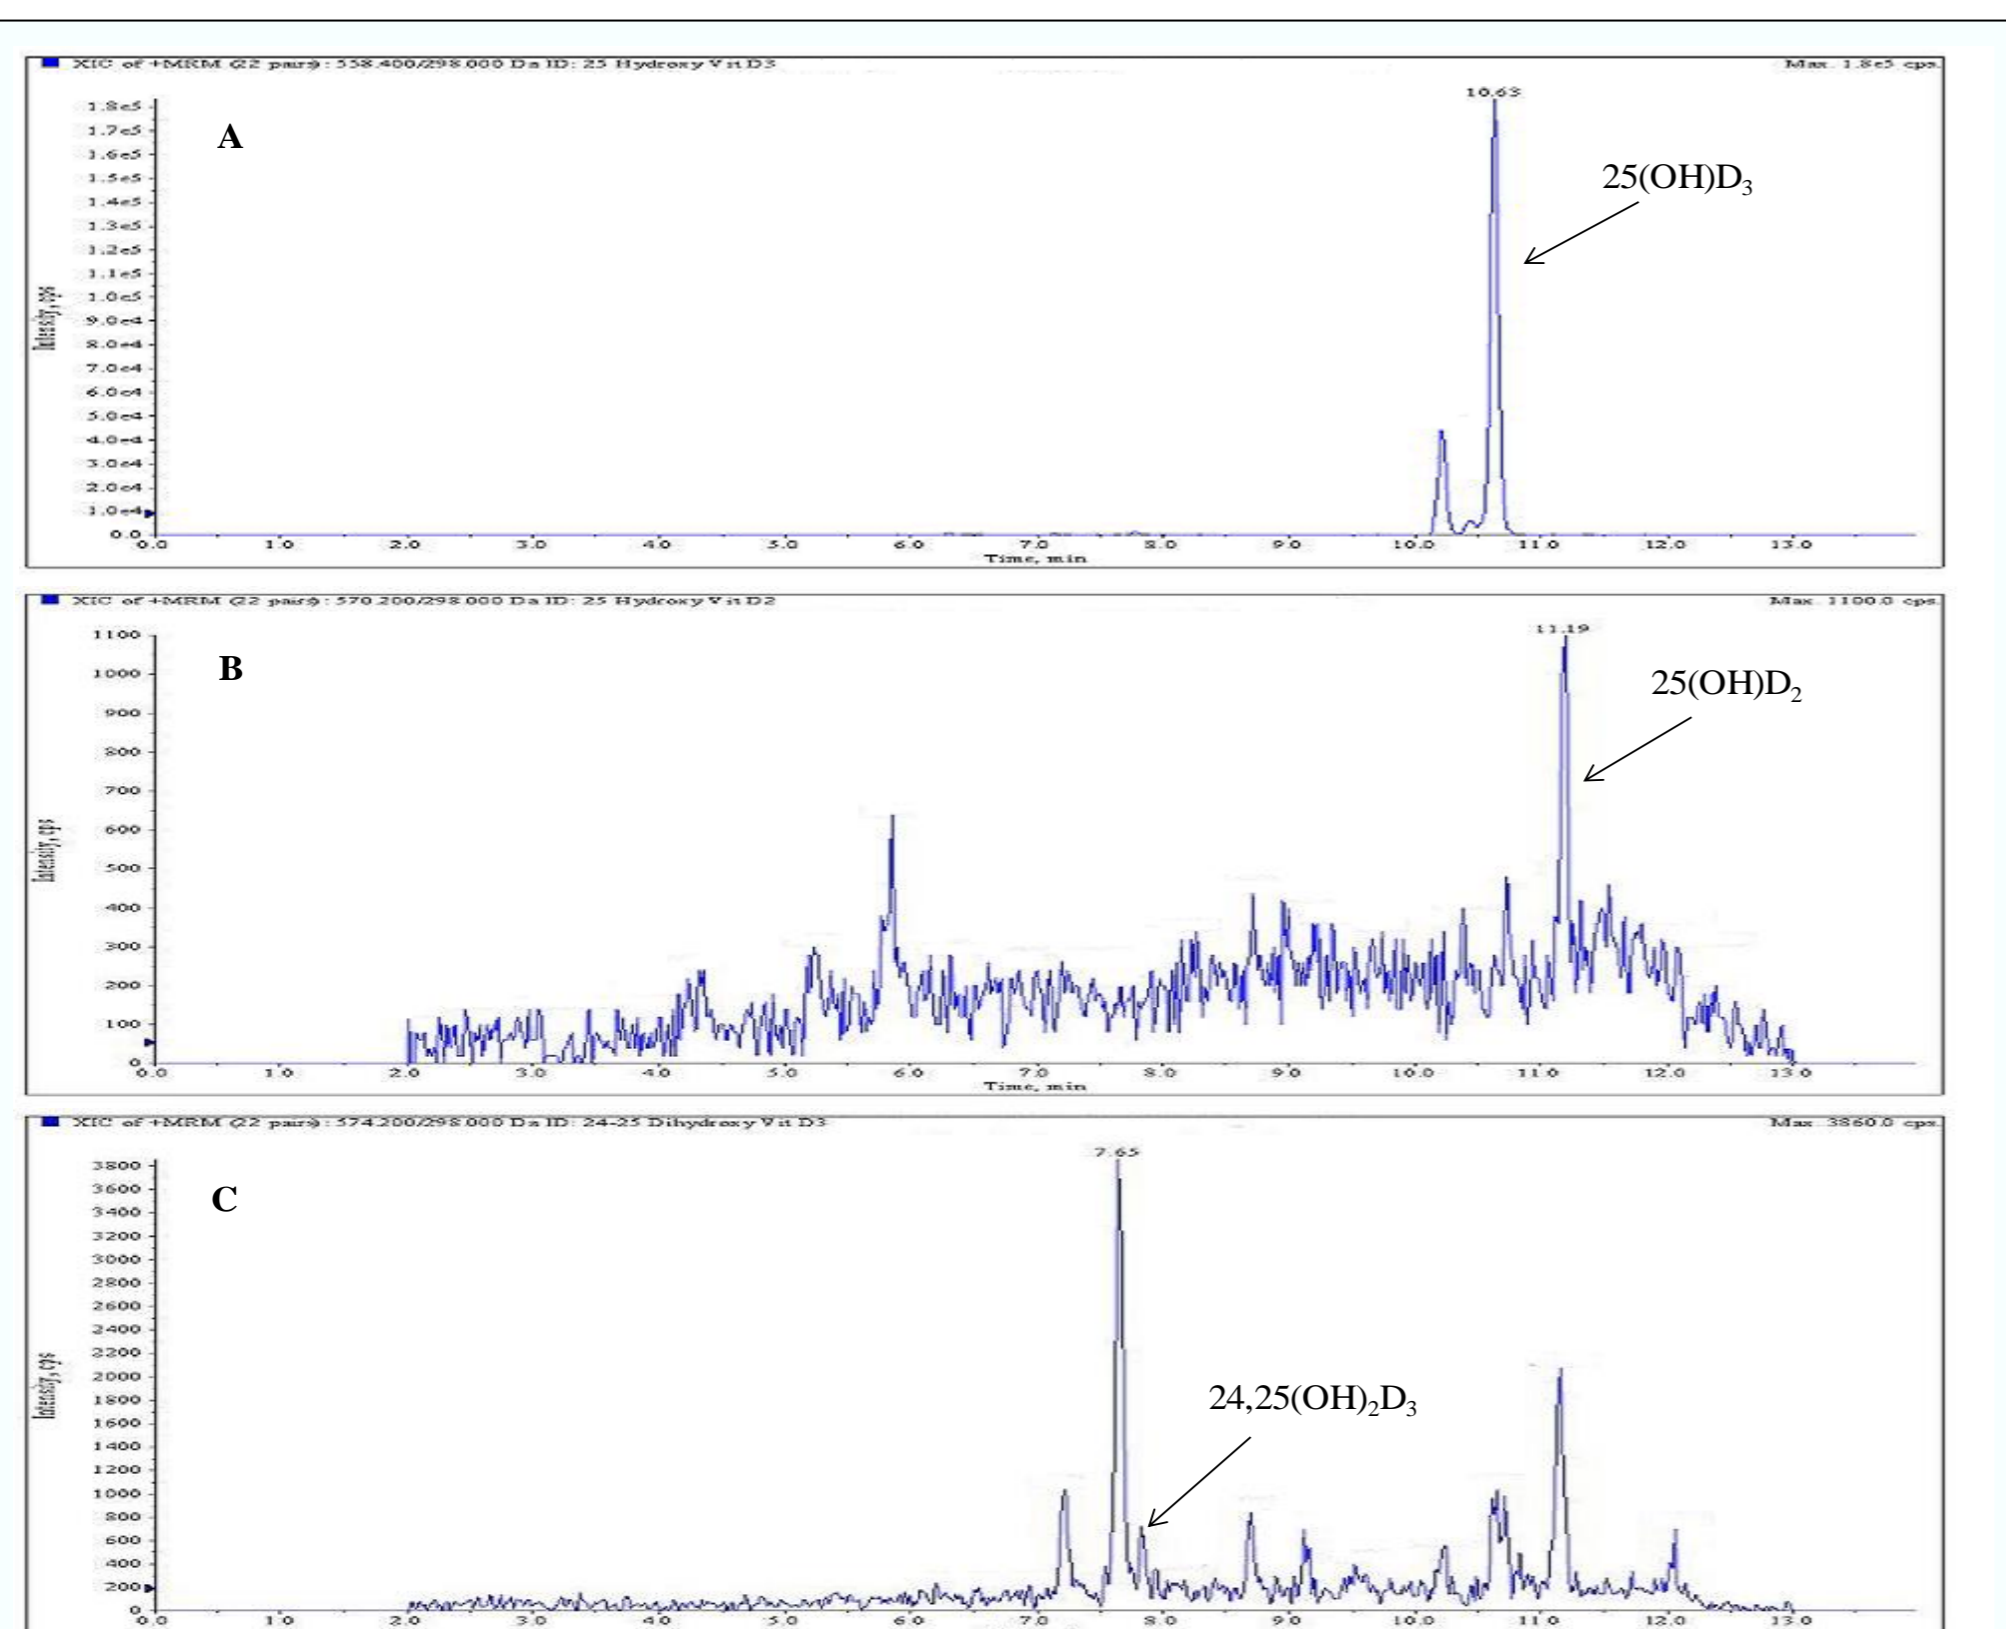 XIC of +MRM (22 pairs): 558.400/298.000 Da ID: 25 Hydroxy Vit D3 Max. 1.8e5 cps.
10.63
1.8e5
A
1.7e5
1.6e5
1.5e5
25(OH)D₃
1.4e5
1.3e5
1.2e5
1.1e5
1.0e5
9.0e4
8.0e4
7.0e4
6.0e4
5.0e4
4.0e4
3.0e4
2.0e4
1.0e4
0.0
Intensity, cps
0.0 1.0 2.0 3.0 4.0 5.0 6.0 7.0 8.0 9.0 10.0 11.0 12.0 13.0
Time, min
XIC of +MRM (22 pairs): 570.200/298.000 Da ID: 25 Hydroxy Vit D2 Max. 1100.0 cps.
11.19
1100
B
1000
25(OH)D₂
900
800
700
600
500
400
300
200
100
0
Intensity, cps
0.0 1.0 2.0 3.0 4.0 5.0 6.0 7.0 8.0 9.0 10.0 11.0 12.0 13.0
Time, min
XIC of +MRM (22 pairs): 574.200/298.000 Da ID: 24-25 Dihydroxy Vit D3 Max. 3860.0 cps.
7.65
3800
3600
C
3400
3200
3000
2800
2600
2400
2200
2000
1800
24,25(OH)₂D₃
1600
1400
1200
1000
800
600
400
200
0
Intensity, cps
0.0 1.0 2.0 3.0 4.0 5.0 6.0 7.0 8.0 9.0 10.0 11.0 12.0 13.0